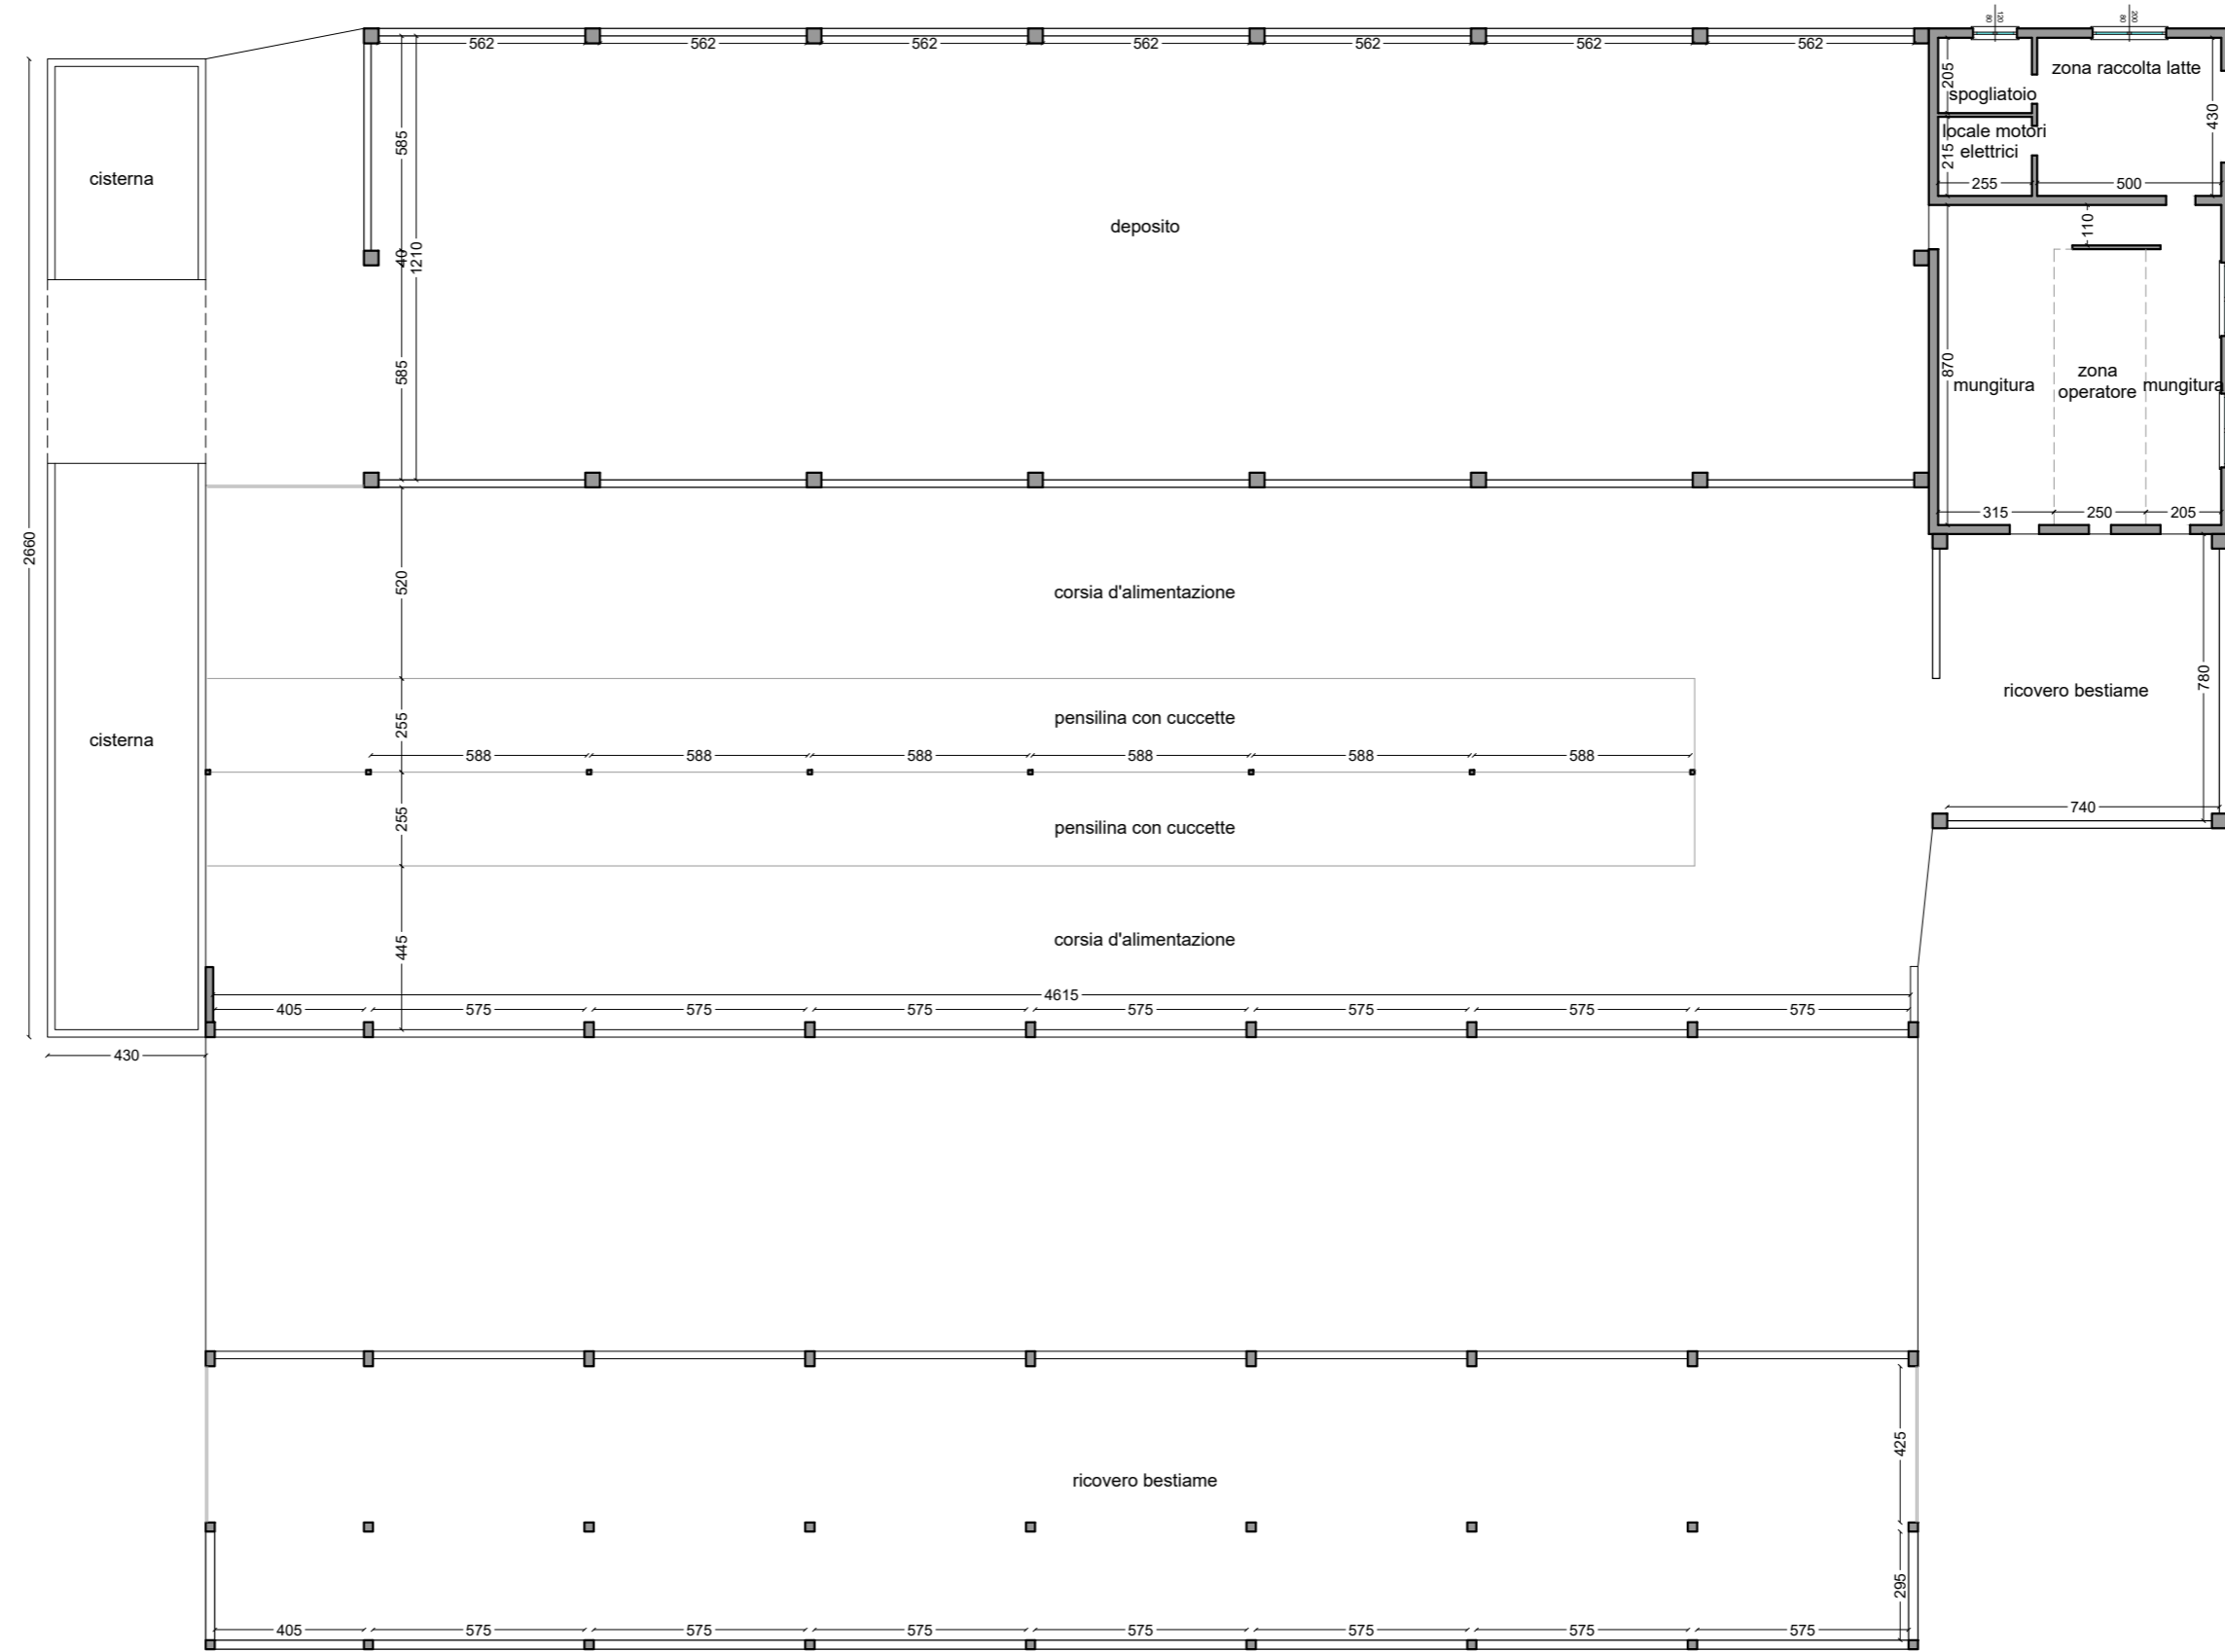 120
80
200
80
562 562 562 562 562 562 562
205
spogliatoio
zona raccolta latte
430
585
cisterna
locale motori
elettrici
215
255
500
deposito
40
1210
110
585
870
mungitura
zona
operatore
mungitura
315 250 205
2660
520
corsia d'alimentazione
780
ricovero bestiame
255
pensilina con cuccette
cisterna
588 588 588 588 588 588
740
255
pensilina con cuccette
445
corsia d'alimentazione
4615
405 575 575 575 575 575 575 575
430
425
ricovero bestiame
295
405 575 575 575 575 575 575 575